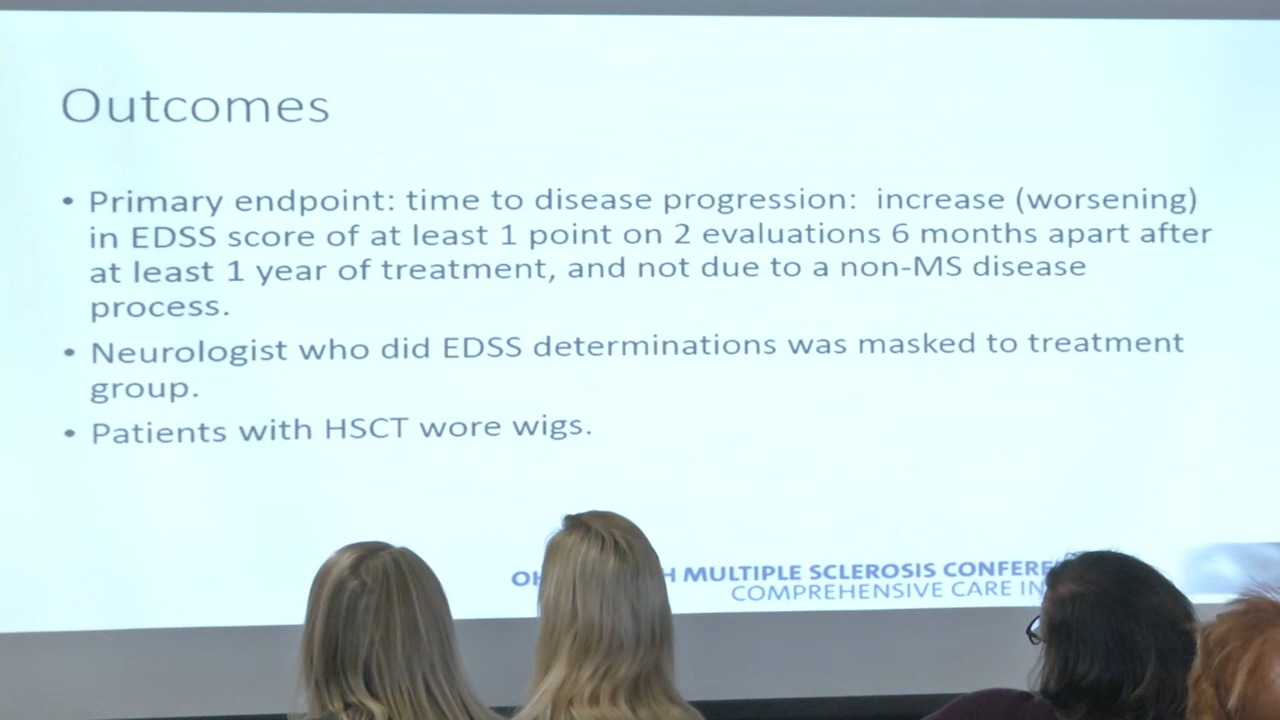 Outcomes
• Primary endpoint: time to disease progression: increase (worsening)
in EDSS score of at least 1 point on 2 evaluations 6 months apart after
at least 1 year of treatment, and not due to a non-MS disease
process.
• Neurologist who did EDSS determinations was masked to treatment
group.
• Patients with HSCT wore wigs.
MULTIPLE SCLEROSIS
COMPREHENSIVE CARE